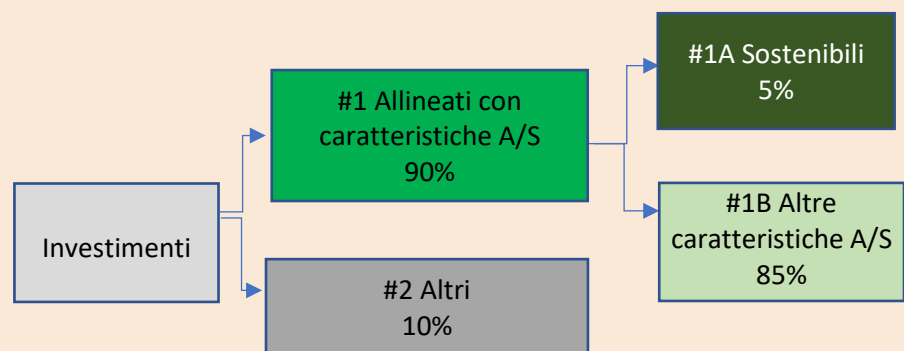 Investimenti
#1 Allineati con
caratteristiche A/S
90%
#2 Altri
10%
#1A Sostenibili
5%
#1B Altre
caratteristiche A/S
85%